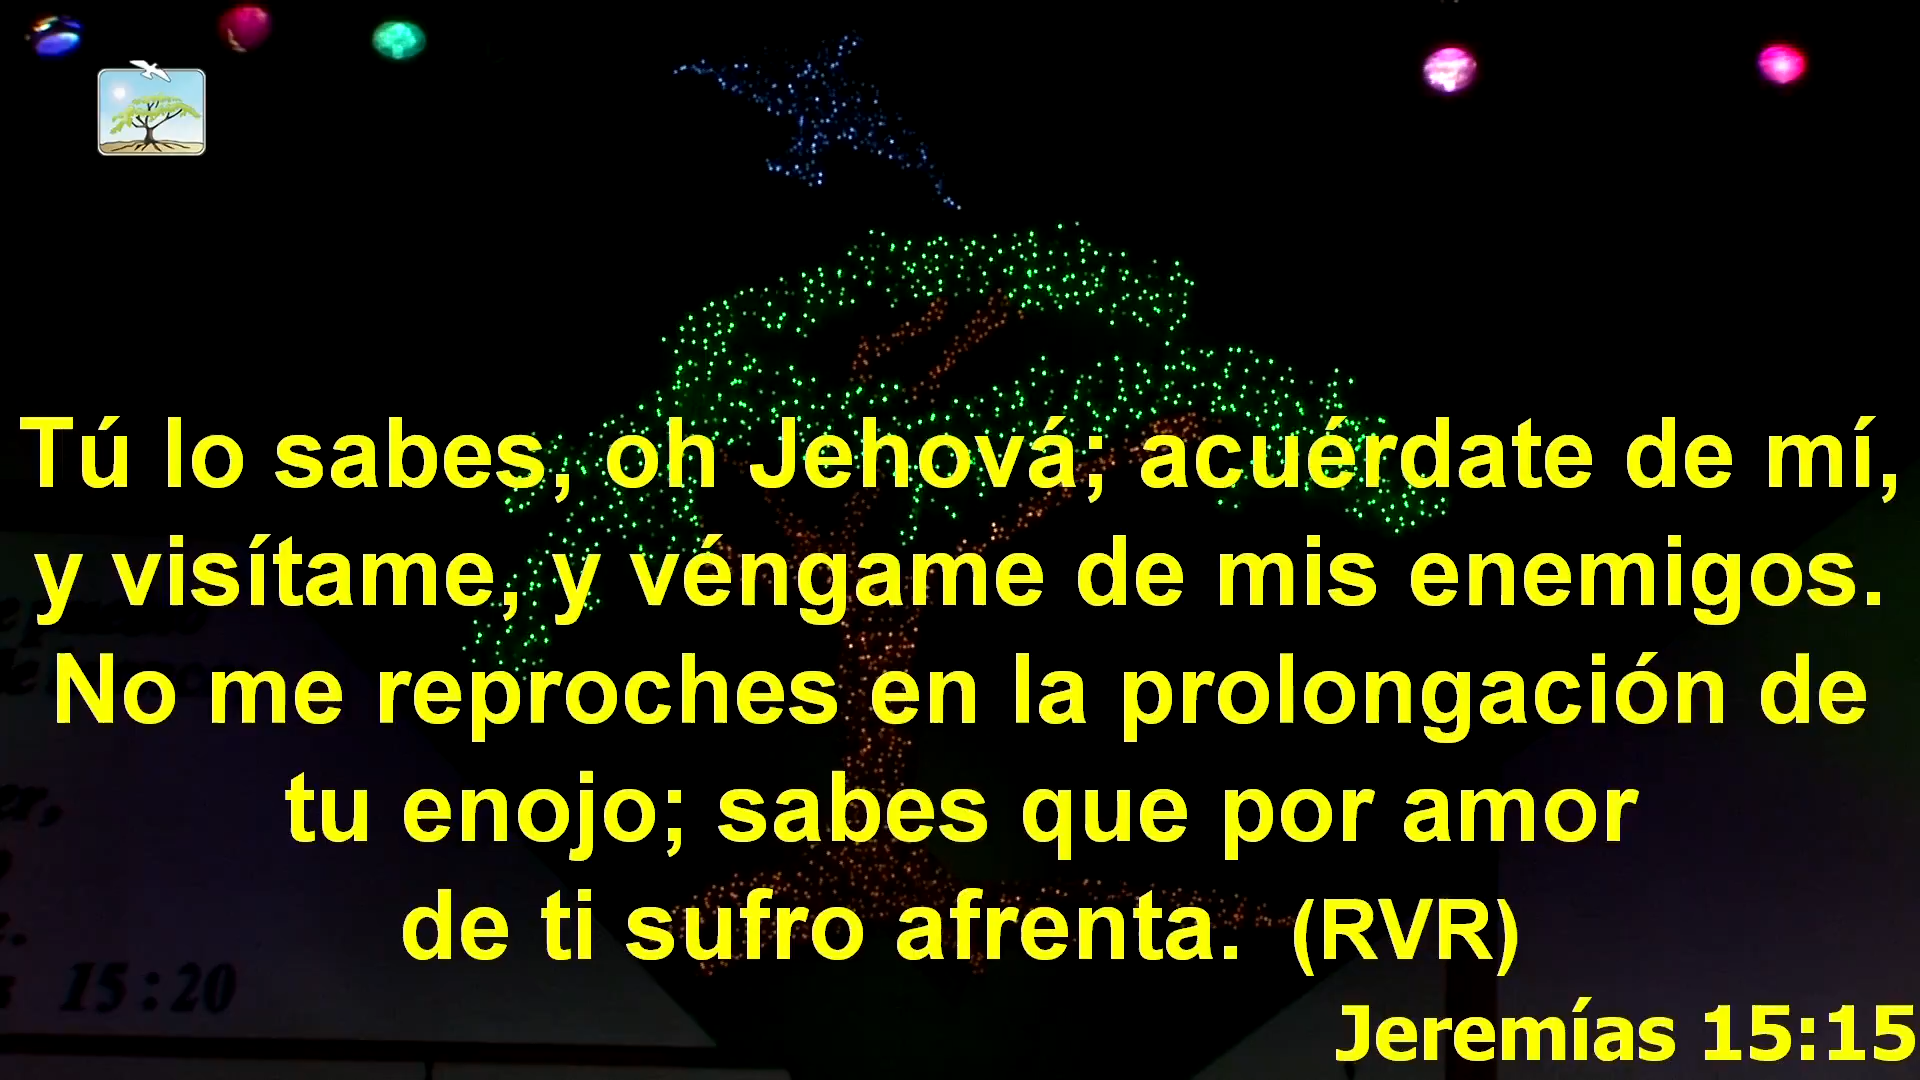 Tú lo sabes, oh Jehová; acuérdate de mí,
y visítame, y véngame de mis enemigos.
No me reproches en la prolongación de
tu enojo; sabes que por amor
de ti sufro afrenta. (RVR)
Jeremías 15:15
15:20